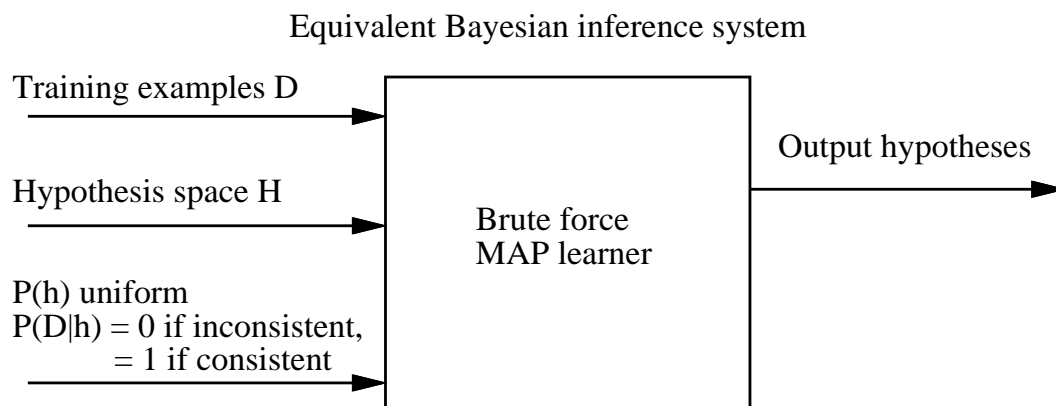 Equivalent Bayesian inference system
Training examples D
Output hypotheses
Hypothesis space H
Brute force
MAP learner
P(h) uniform
P(D|h) = 0 if inconsistent,
= 1 if consistent